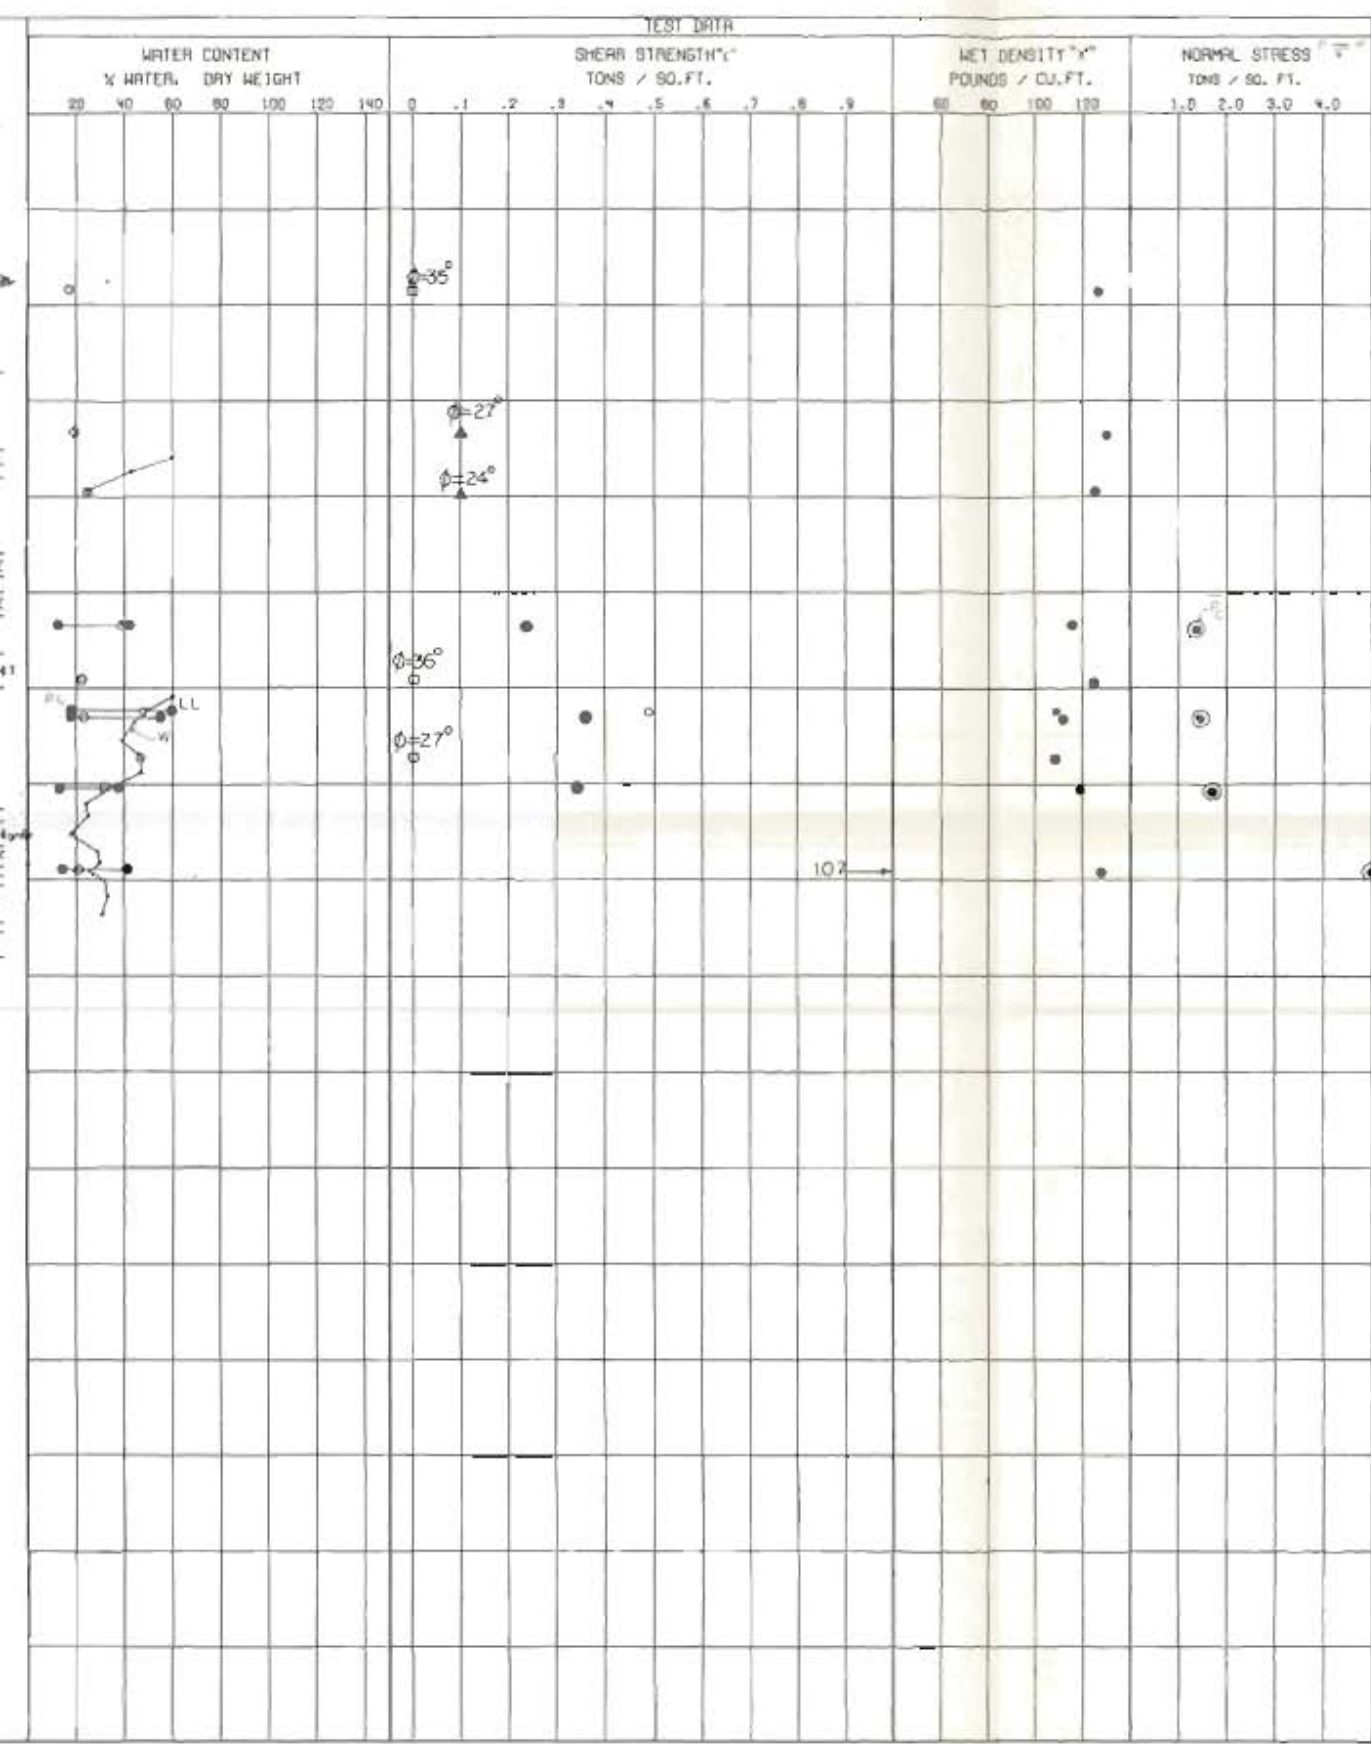 TEST DATA
WATER CONTENT
% WATER, DRY WEIGHT
20 40 60 80 100 120 140
SHEAR STRENGTH "c"
TONS / SQ.FT.
0 .1 .2 .3 .4 .5 .6 .7 .8 .9
WET DENSITY "γ"
POUNDS / CU.FT.
60 80 100 120
NORMAL STRESS
TONS / SQ. FT.
1.0 2.0 3.0 4.0
Ø=35°
Ø=27°
Ø=24°
Ø=36°
PL
LL
W
Ø=27°
107